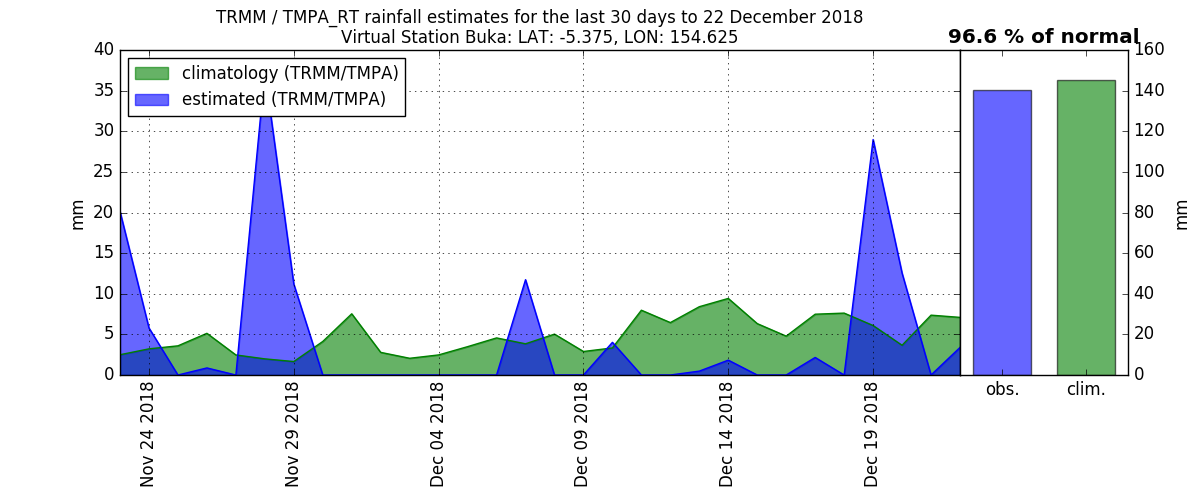 TRMM / TMPA_RT rainfall estimates for the last 30 days to 22 December 2018
Virtual Station Buka: LAT: -5.375, LON: 154.625
96.6 % of normal
climatology (TRMM/TMPA)
estimated (TRMM/TMPA)
mm
40
35
30
25
20
15
10
5
0
Nov 24 2018
Nov 29 2018
Dec 04 2018
Dec 09 2018
Dec 14 2018
Dec 19 2018
obs.
clim.
160
140
120
100
80
60
40
20
0
mm